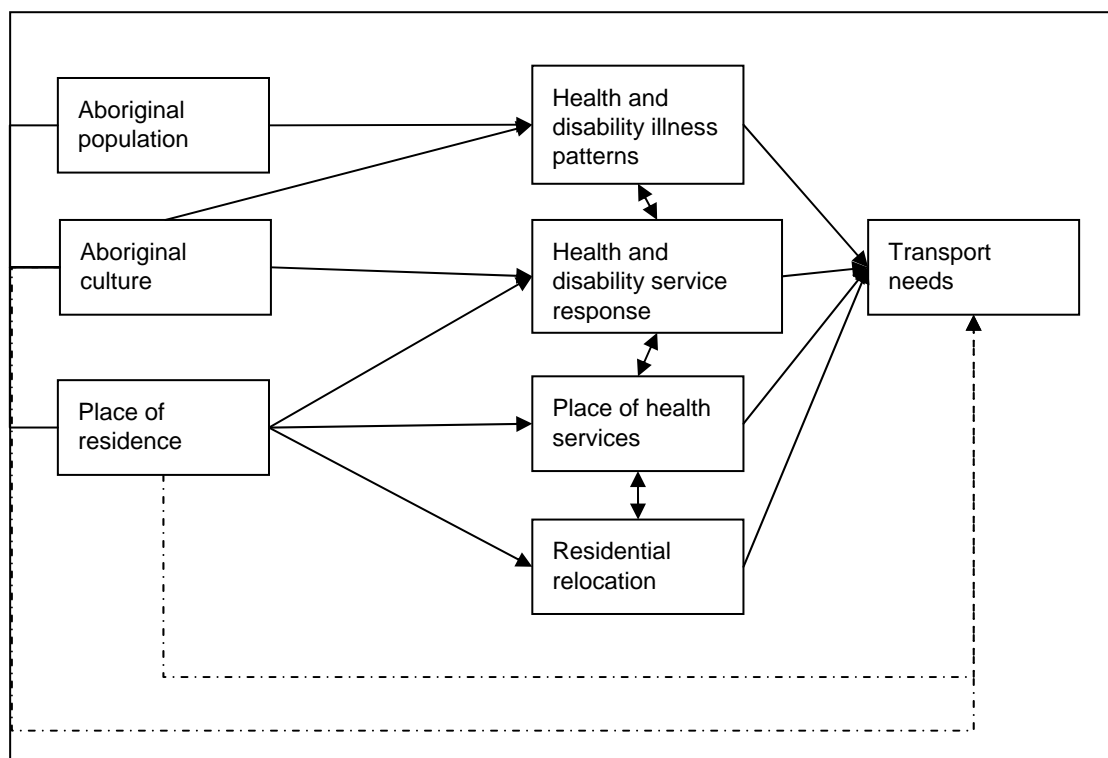 Aboriginal
population
Health and
disability illness
patterns
Aboriginal
culture
Health and
disability service
response
Transport
needs
Place of
residence
Place of health
services
Residential
relocation